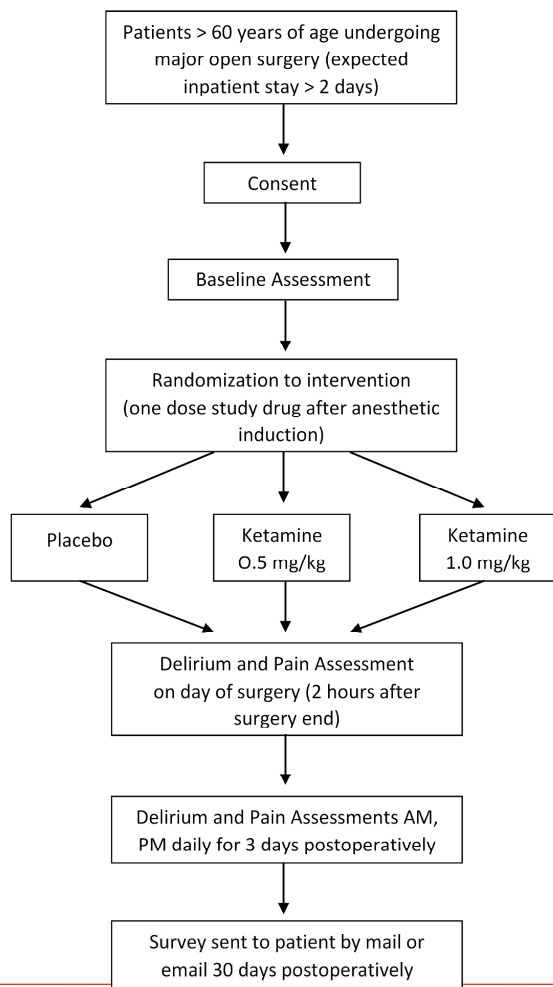 Patients > 60 years of age undergoing
major open surgery (expected
inpatient stay > 2 days)
Consent
Baseline Assessment
Randomization to intervention
(one dose study drug after anesthetic
induction)
Placebo
Ketamine
O.5 mg/kg
Ketamine
1.0 mg/kg
Delirium and Pain Assessment
on day of surgery (2 hours after
surgery end)
Delirium and Pain Assessments AM,
PM daily for 3 days postoperatively
Survey sent to patient by mail or
email 30 days postoperatively